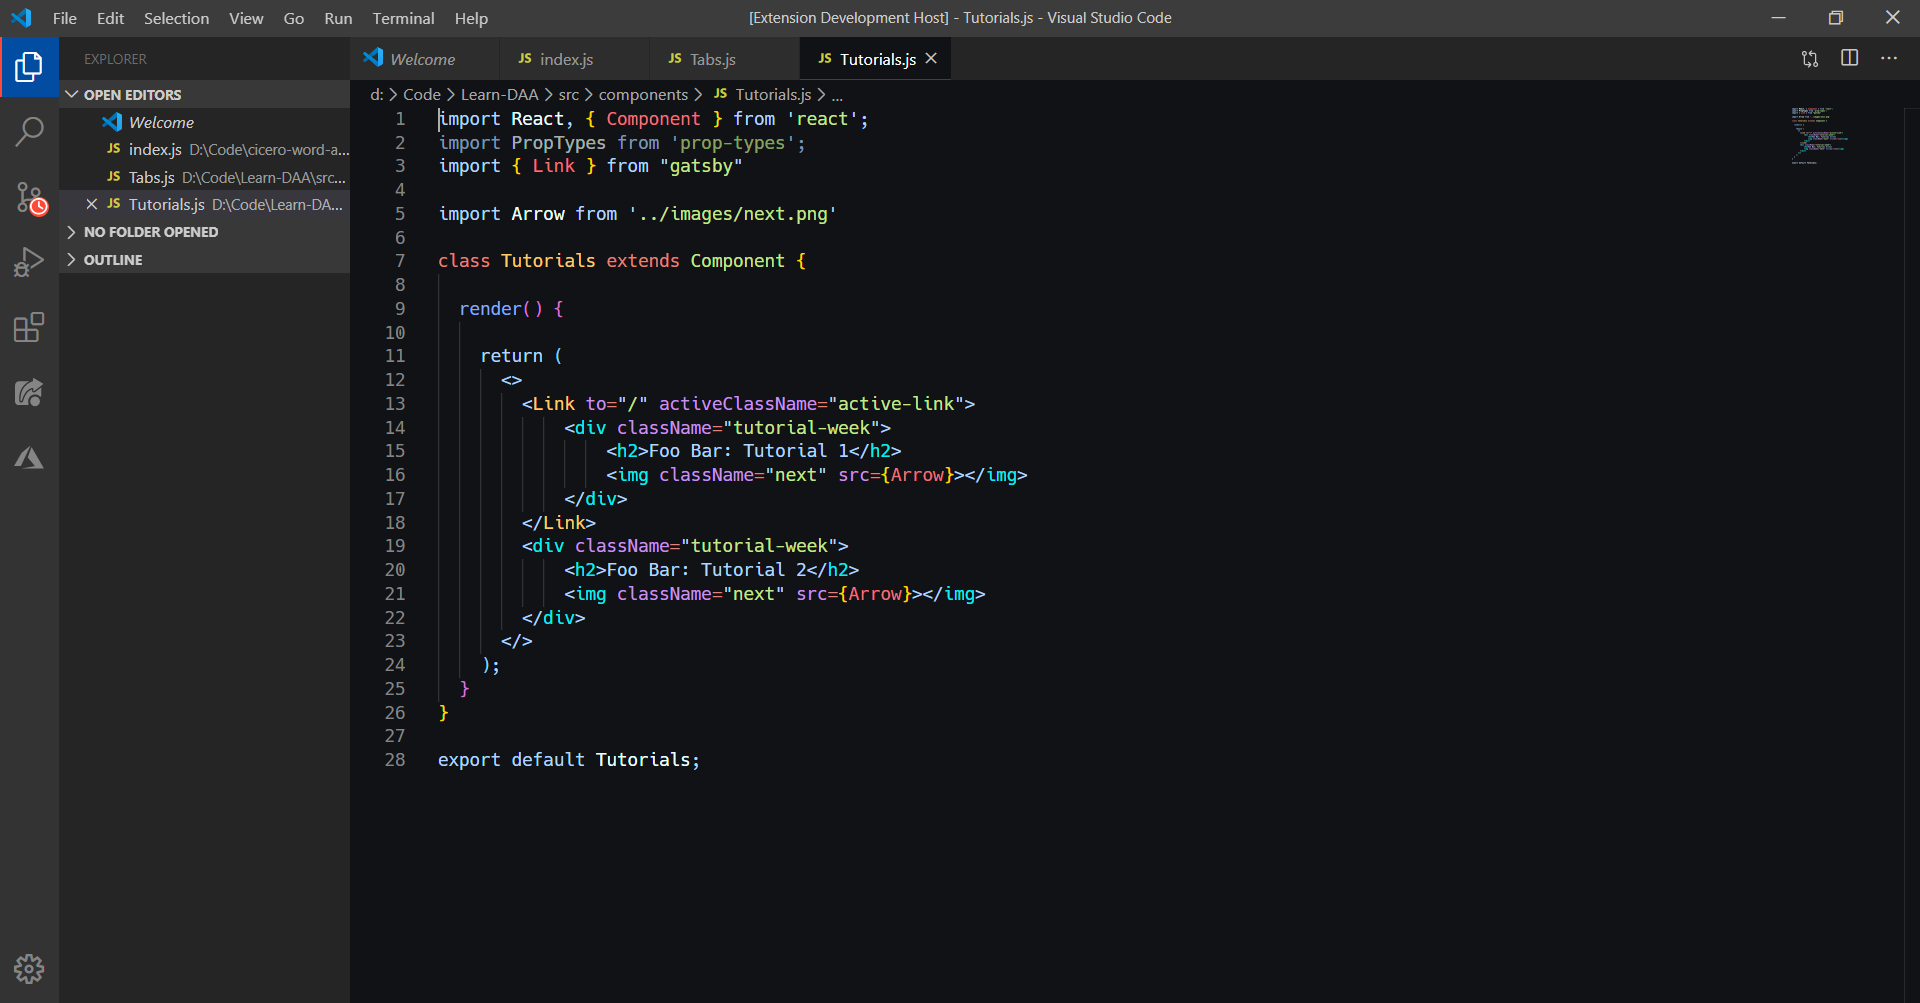 File Edit Selection View Go Run Terminal Help
[Extension Development Host] - Tutorials.js - Visual Studio Code
EXPLORER
OPEN EDITORS
Welcome
JS index.js D:\Code\cicero-word-a...
JS Tabs.js D:\Code\Learn-DAA\src...
JS Tutorials.js D:\Code\Learn-DA...
NO FOLDER OPENED
OUTLINE
Welcome
JS index.js
JS Tabs.js
JS Tutorials.js
d: > Code > Learn-DAA > src > components > JS Tutorials.js > ...
1 import React, { Component } from 'react';
2 import PropTypes from 'prop-types';
3 import { Link } from "gatsby"
4
5 import Arrow from '../images/next.png'
6
7 class Tutorials extends Component {
8
9   render() {
10
11     return (
12       <>
13         <Link to="/" activeClassName="active-link">
14             <div className="tutorial-week">
15                 <h2>Foo Bar: Tutorial 1</h2>
16                 <img className="next" src={Arrow}></img>
17             </div>
18         </Link>
19         <div className="tutorial-week">
20             <h2>Foo Bar: Tutorial 2</h2>
21             <img className="next" src={Arrow}></img>
22         </div>
23       </>
24     );
25   }
26 }
27
28 export default Tutorials;